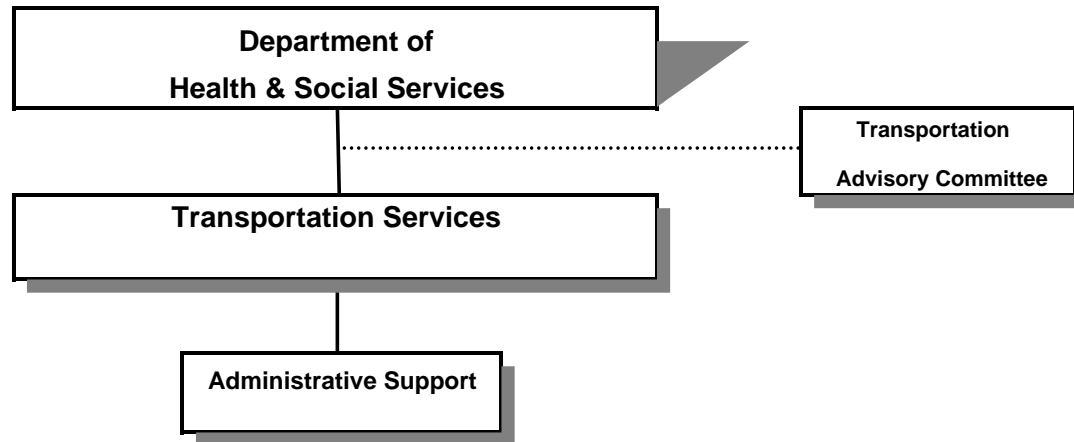 Department of
Health & Social Services
Transportation
Advisory Committee
Transportation Services
Administrative Support